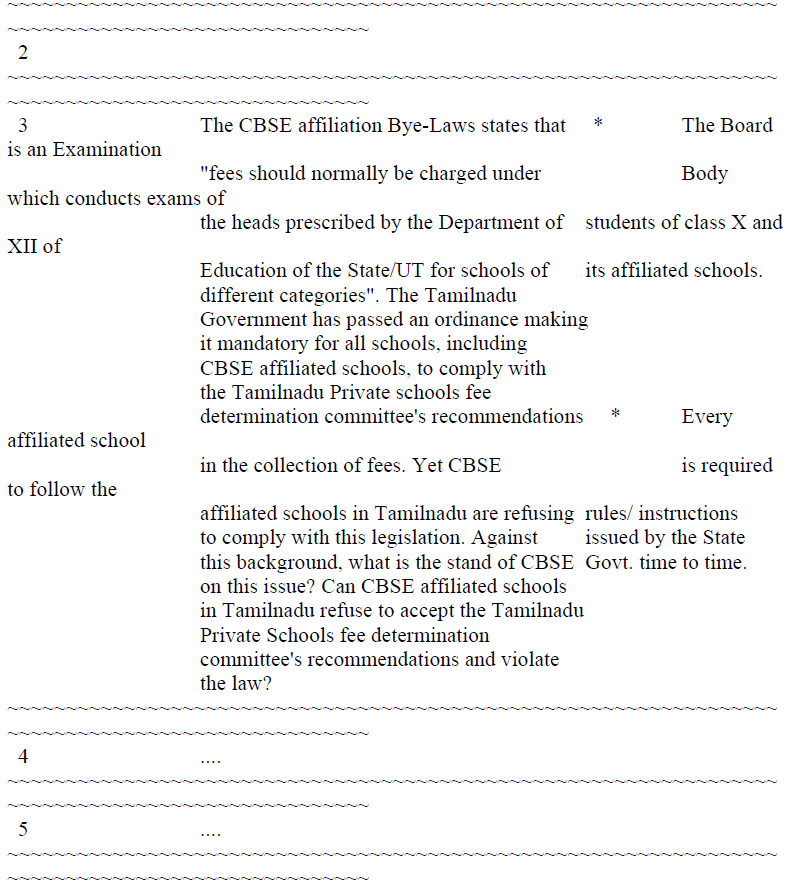 ~~~~~~~~~~~~~~~~~~~~~~~~~~~~~~~~~~~~~~~~~~~~~~~~~~~~~~~~~~~~~~~~~~
~~~~~~~~~~~~~~~~~~~~~~~~~~~~~~~
2
~~~~~~~~~~~~~~~~~~~~~~~~~~~~~~~~~~~~~~~~~~~~~~~~~~~~~~~~~~~~~~~~~~
~~~~~~~~~~~~~~~~~~~~~~~~~~~~~~~
3 The CBSE affiliation Bye-Laws states that * The Board
is an Examination
"fees should normally be charged under Body
which conducts exams of
the heads prescribed by the Department of students of class X and
XII of
Education of the State/UT for schools of its affiliated schools.
different categories". The Tamilnadu
Government has passed an ordinance making
it mandatory for all schools, including
CBSE affiliated schools, to comply with
the Tamilnadu Private schools fee
determination committee's recommendations * Every
affiliated school
in the collection of fees. Yet CBSE is required
to follow the
affiliated schools in Tamilnadu are refusing rules/ instructions
to comply with this legislation. Against issued by the State
this background, what is the stand of CBSE Govt. time to time.
on this issue? Can CBSE affiliated schools
in Tamilnadu refuse to accept the Tamilnadu
Private Schools fee determination
committee's recommendations and violate
the law?
~~~~~~~~~~~~~~~~~~~~~~~~~~~~~~~~~~~~~~~~~~~~~~~~~~~~~~~~~~~~~~~~~~
~~~~~~~~~~~~~~~~~~~~~~~~~~~~~~~
4 ....
~~~~~~~~~~~~~~~~~~~~~~~~~~~~~~~~~~~~~~~~~~~~~~~~~~~~~~~~~~~~~~~~~~
~~~~~~~~~~~~~~~~~~~~~~~~~~~~~~~
5 ....
~~~~~~~~~~~~~~~~~~~~~~~~~~~~~~~~~~~~~~~~~~~~~~~~~~~~~~~~~~~~~~~~~~
~~~~~~~~~~~~~~~~~~~~~~~~~~~~~~~